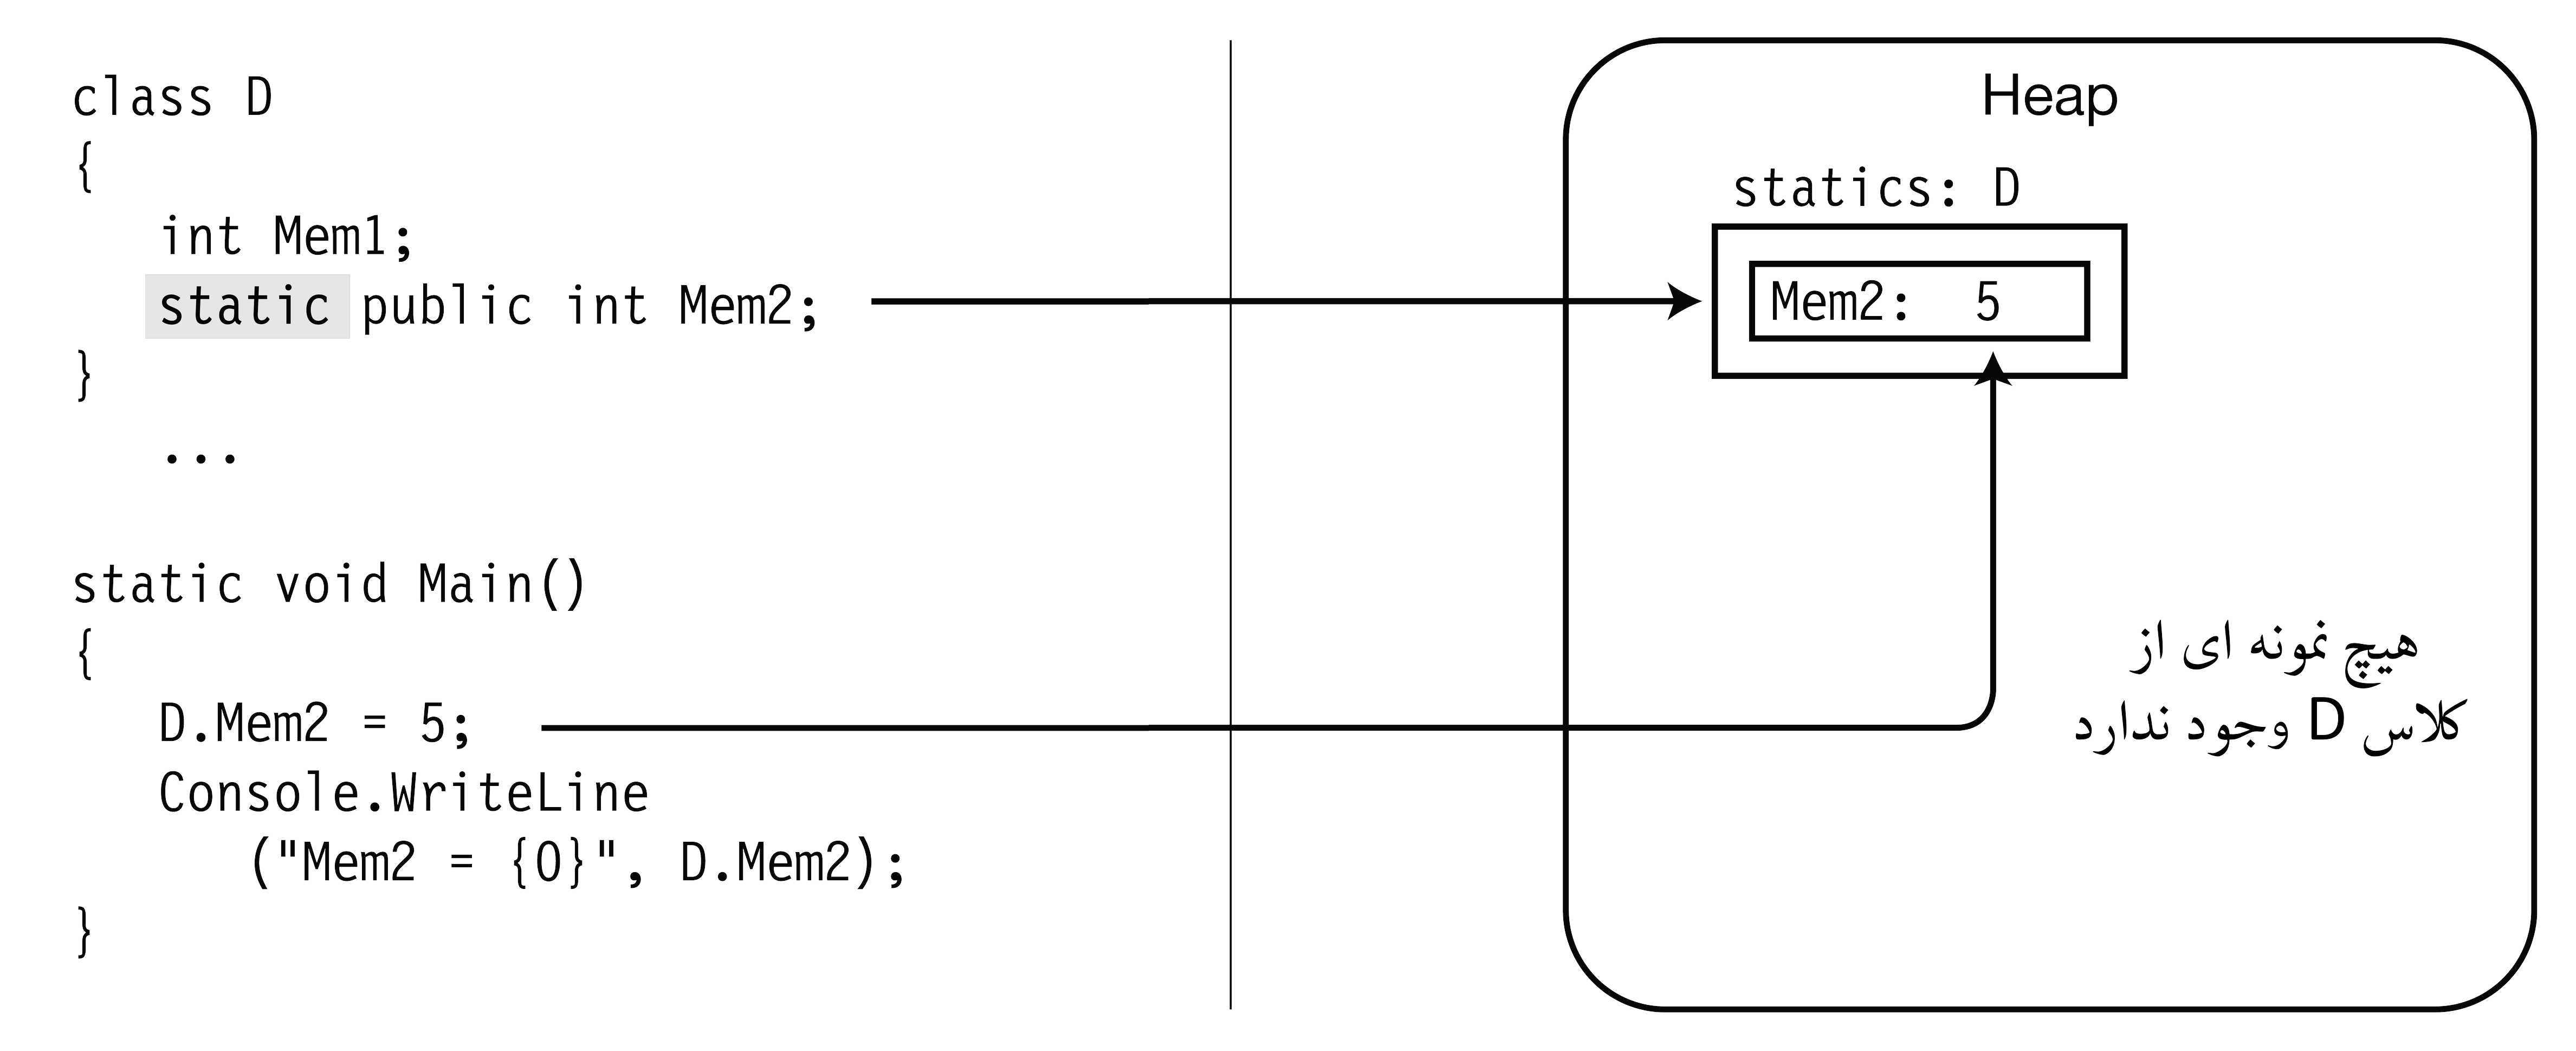 class D
{
int Mem1;
static public int Mem2;
}
...
static void Main()
{
D.Mem2 = 5;
Console.WriteLine
("Mem2 = {0}", D.Mem2);
}
Heap
statics: D
Mem2: 5
هیچ نمونه ای از
کلاس D وجود ندارد